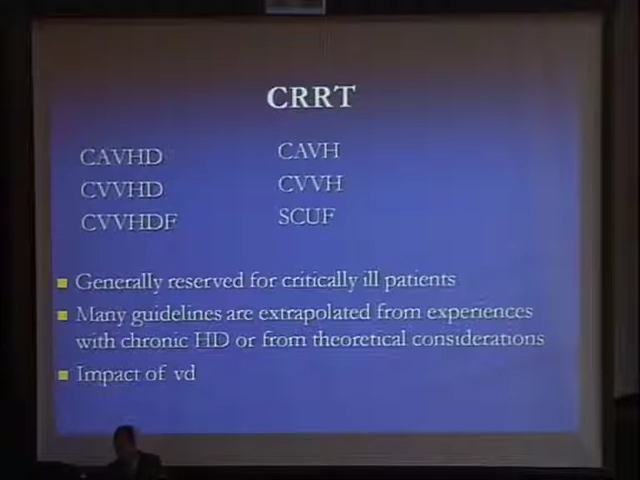 CRRT
CAVHD CAVH
CVVHD CVVH
CVVHDF SCUF
Generally reserved for critically ill patients
Many guidelines are extrapolated from experiences
with chronic HD or from theoretical considerations
Impact of vd